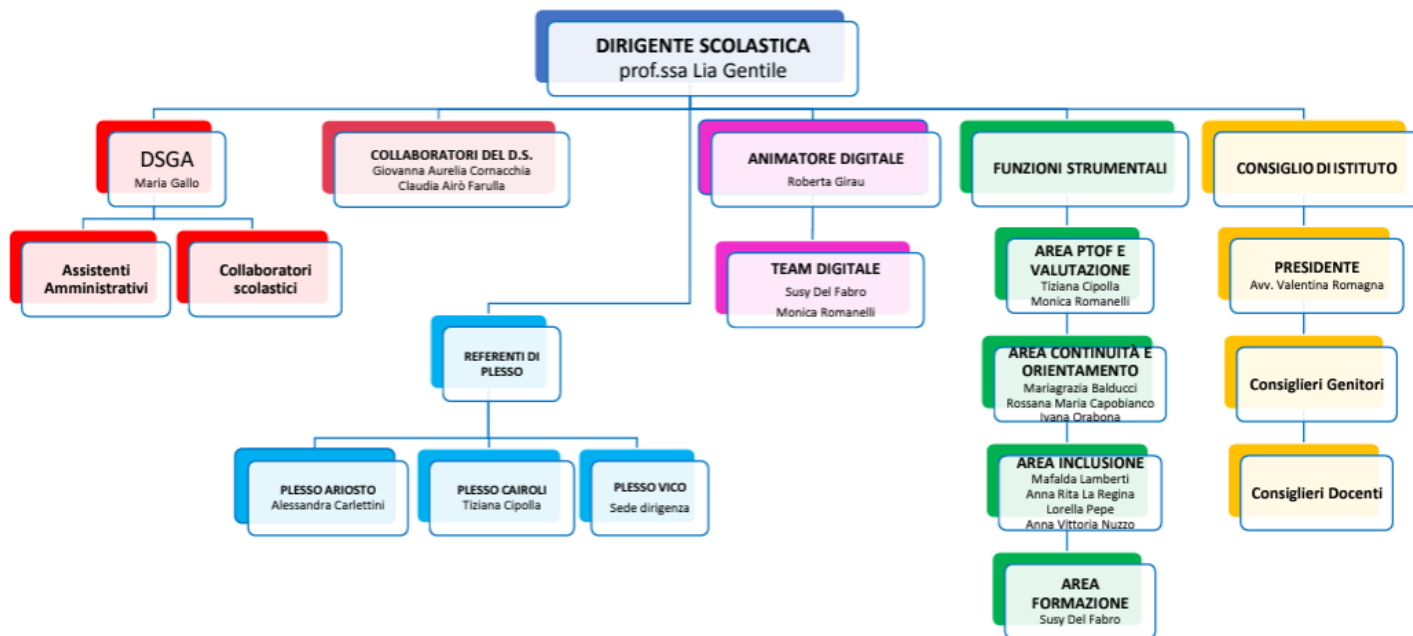 DIRIGENTE SCOLASTICA
prof.ssa Lia Gentile
DSGA
Maria Gallo
Assistenti
Amministrativi
Collaboratori
scolastici
COLLABORATORI DEL D.S.
Giovanna Aurelia Cornacchia
Claudia Airò Farulla
REFERENTI DI
PLESSO
PLESSO ARIOSTO
Alessandra Carlettini
PLESSO CAIROLI
Tiziana Cipolla
PLESSO VICO
Sede dirigenza
ANIMATORE DIGITALE
Roberta Girau
TEAM DIGITALE
Susy Del Fabro
Monica Romanelli
FUNZIONI STRUMENTALI
AREA PTOF E
VALUTAZIONE
Tiziana Cipolla
Monica Romanelli
AREA CONTINUITÀ E
ORIENTAMENTO
Mariagrazia Balducci
Rossana Maria Capobianco
Ivana Orabona
AREA INCLUSIONE
Mafalda Lamberti
Anna Rita La Regina
Lorella Pepe
Anna Vittoria Nuzzo
AREA
FORMAZIONE
Susy Del Fabro
CONSIGLIO DI ISTITUTO
PRESIDENTE
Avv. Valentina Romagna
Consiglieri Genitori
Consiglieri Docenti